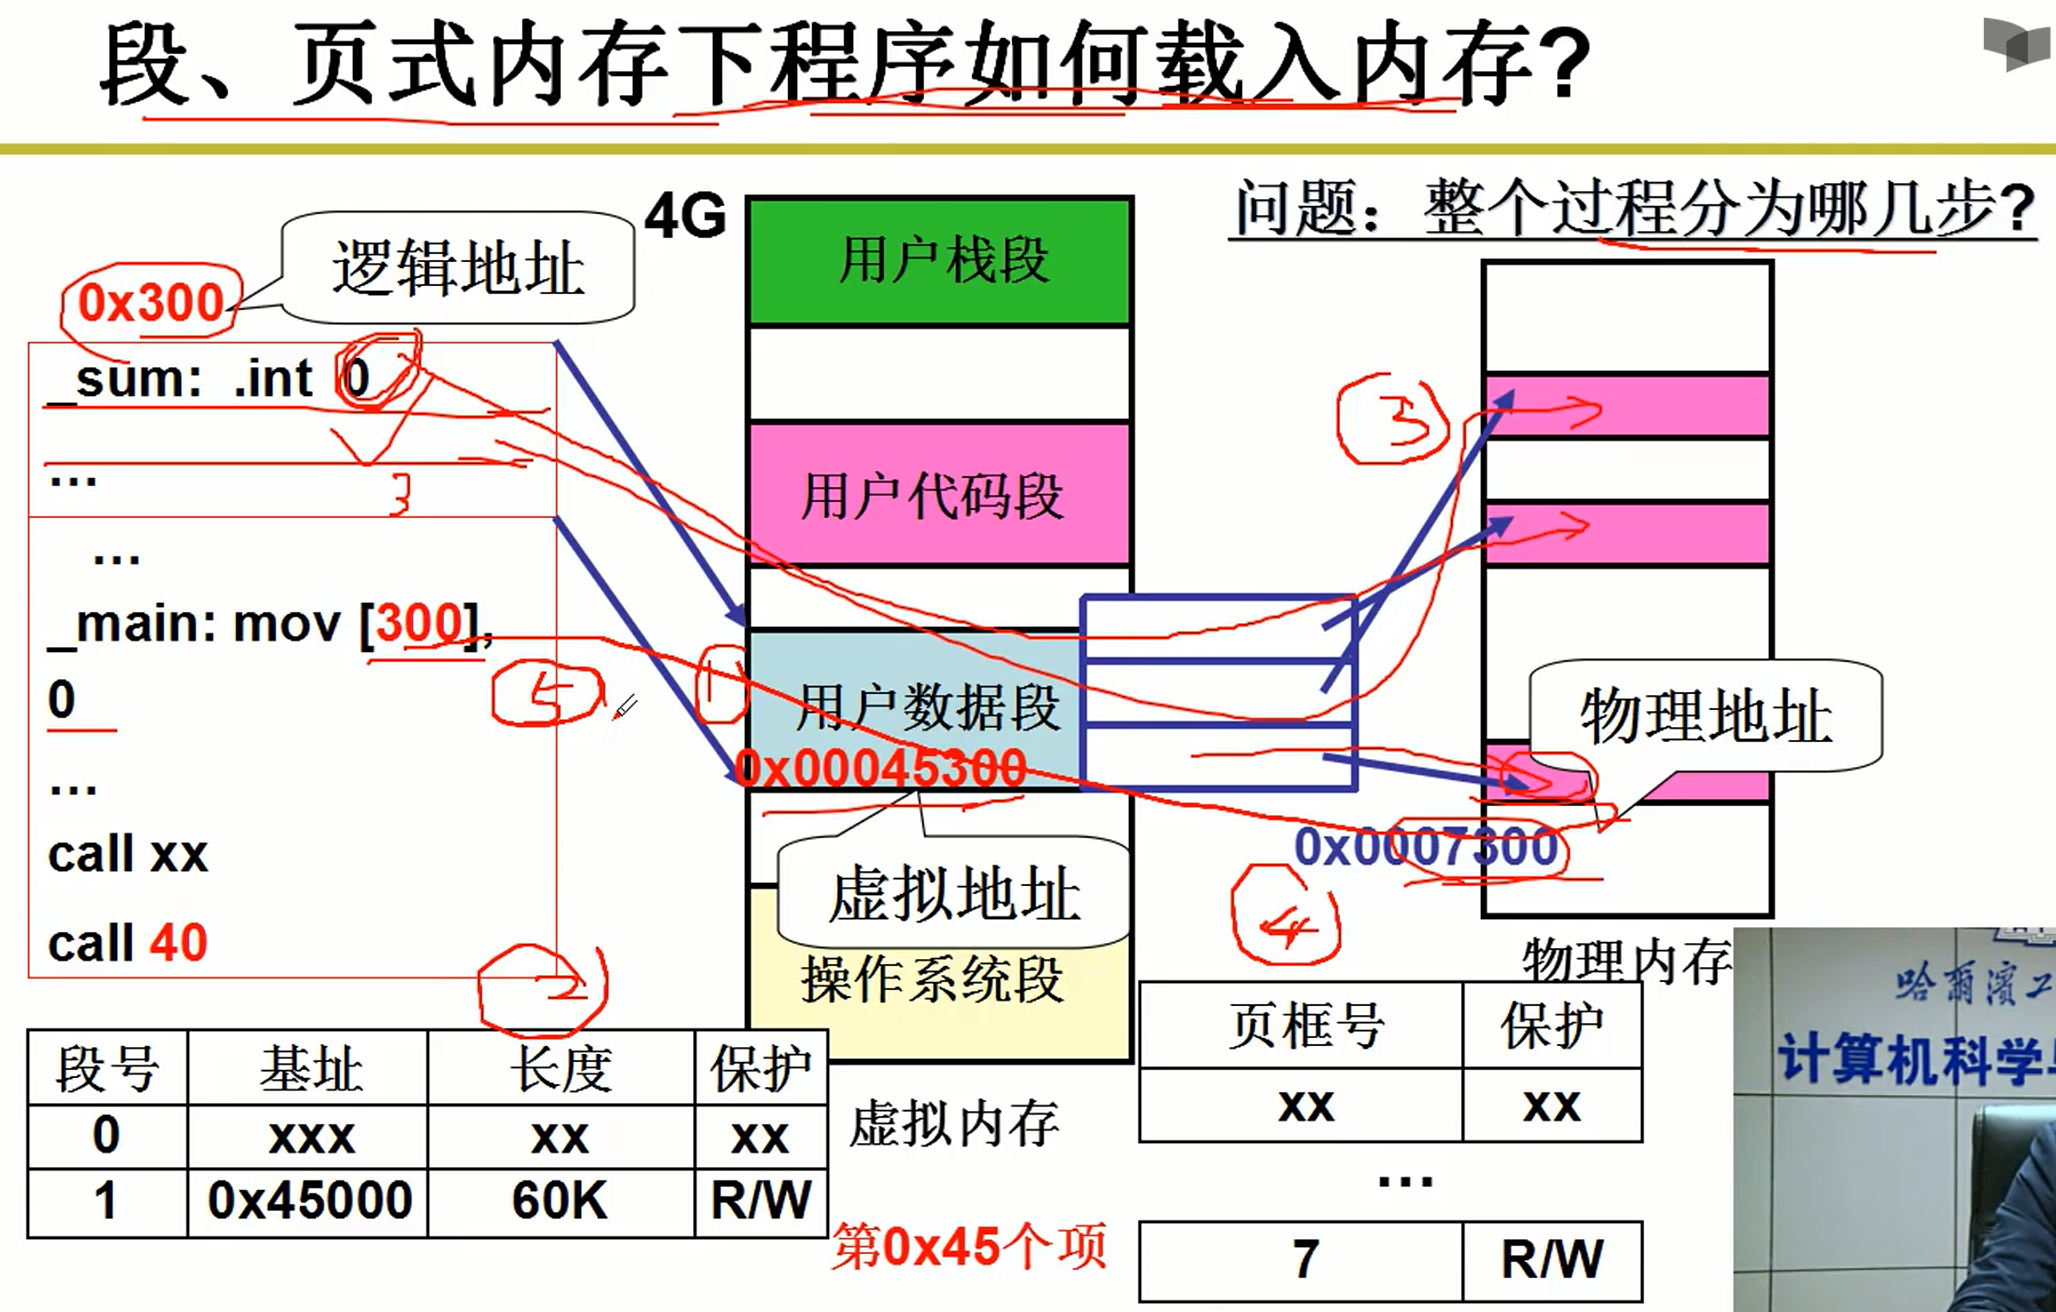 段、页式内存下程序如何载入内存?
问题：整个过程分为哪几步?
4G
逻辑地址
0x300
_sum: .int 0
...
3
...
_main: mov [300],
0
...
call xx
call 40
5
2
用户栈段
用户代码段
1
用户数据段
0x00045300
虚拟地址
操作系统段
虚拟内存
3
物理地址
0x0007300
4
物理内存
段号 基址 长度 保护
0 xxx xx xx
1 0x45000 60K R/W
第0x45个项
页框号 保护
xx xx
...
7 R/W
哈爾濱工
计算机科学与